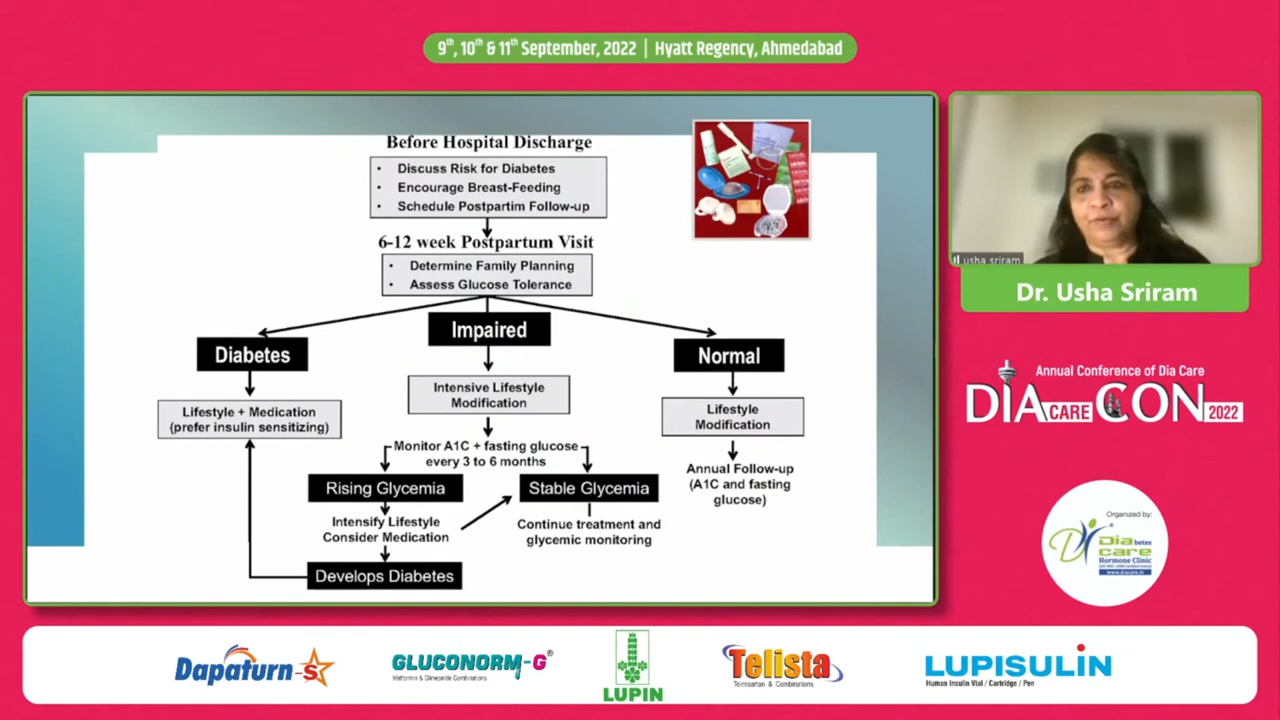 9th, 10th & 11th September, 2022 | Hyatt Regency, Ahmedabad
Before Hospital Discharge
• Discuss Risk for Diabetes
• Encourage Breast-Feeding
• Schedule Postpartim Follow-up
6-12 week Postpartum Visit
• Determine Family Planning
• Assess Glucose Tolerance
Diabetes
Impaired
Normal
Lifestyle + Medication
(prefer insulin sensitizing)
Intensive Lifestyle
Modification
Lifestyle
Modification
Monitor A1C + fasting glucose
every 3 to 6 months
Annual Follow-up
(A1C and fasting
glucose)
Rising Glycemia
Stable Glycemia
Intensify Lifestyle
Consider Medication
Continue treatment and
glycemic monitoring
Develops Diabetes
usha sriram
Dr. Usha Sriram
Annual Conference of Dia Care
DIA CARE CON 2022
Organized by:
Diabetes
care
Hormone Clinic
www.diacare.in
Dapaturn-S
GLUCONORM-G®
Metformin & Glimepiride Combinations
LUPIN
Telista
Telmisartan & Combinations
LUPISULIN
Human Insulin Vial / Cartridge / Pen